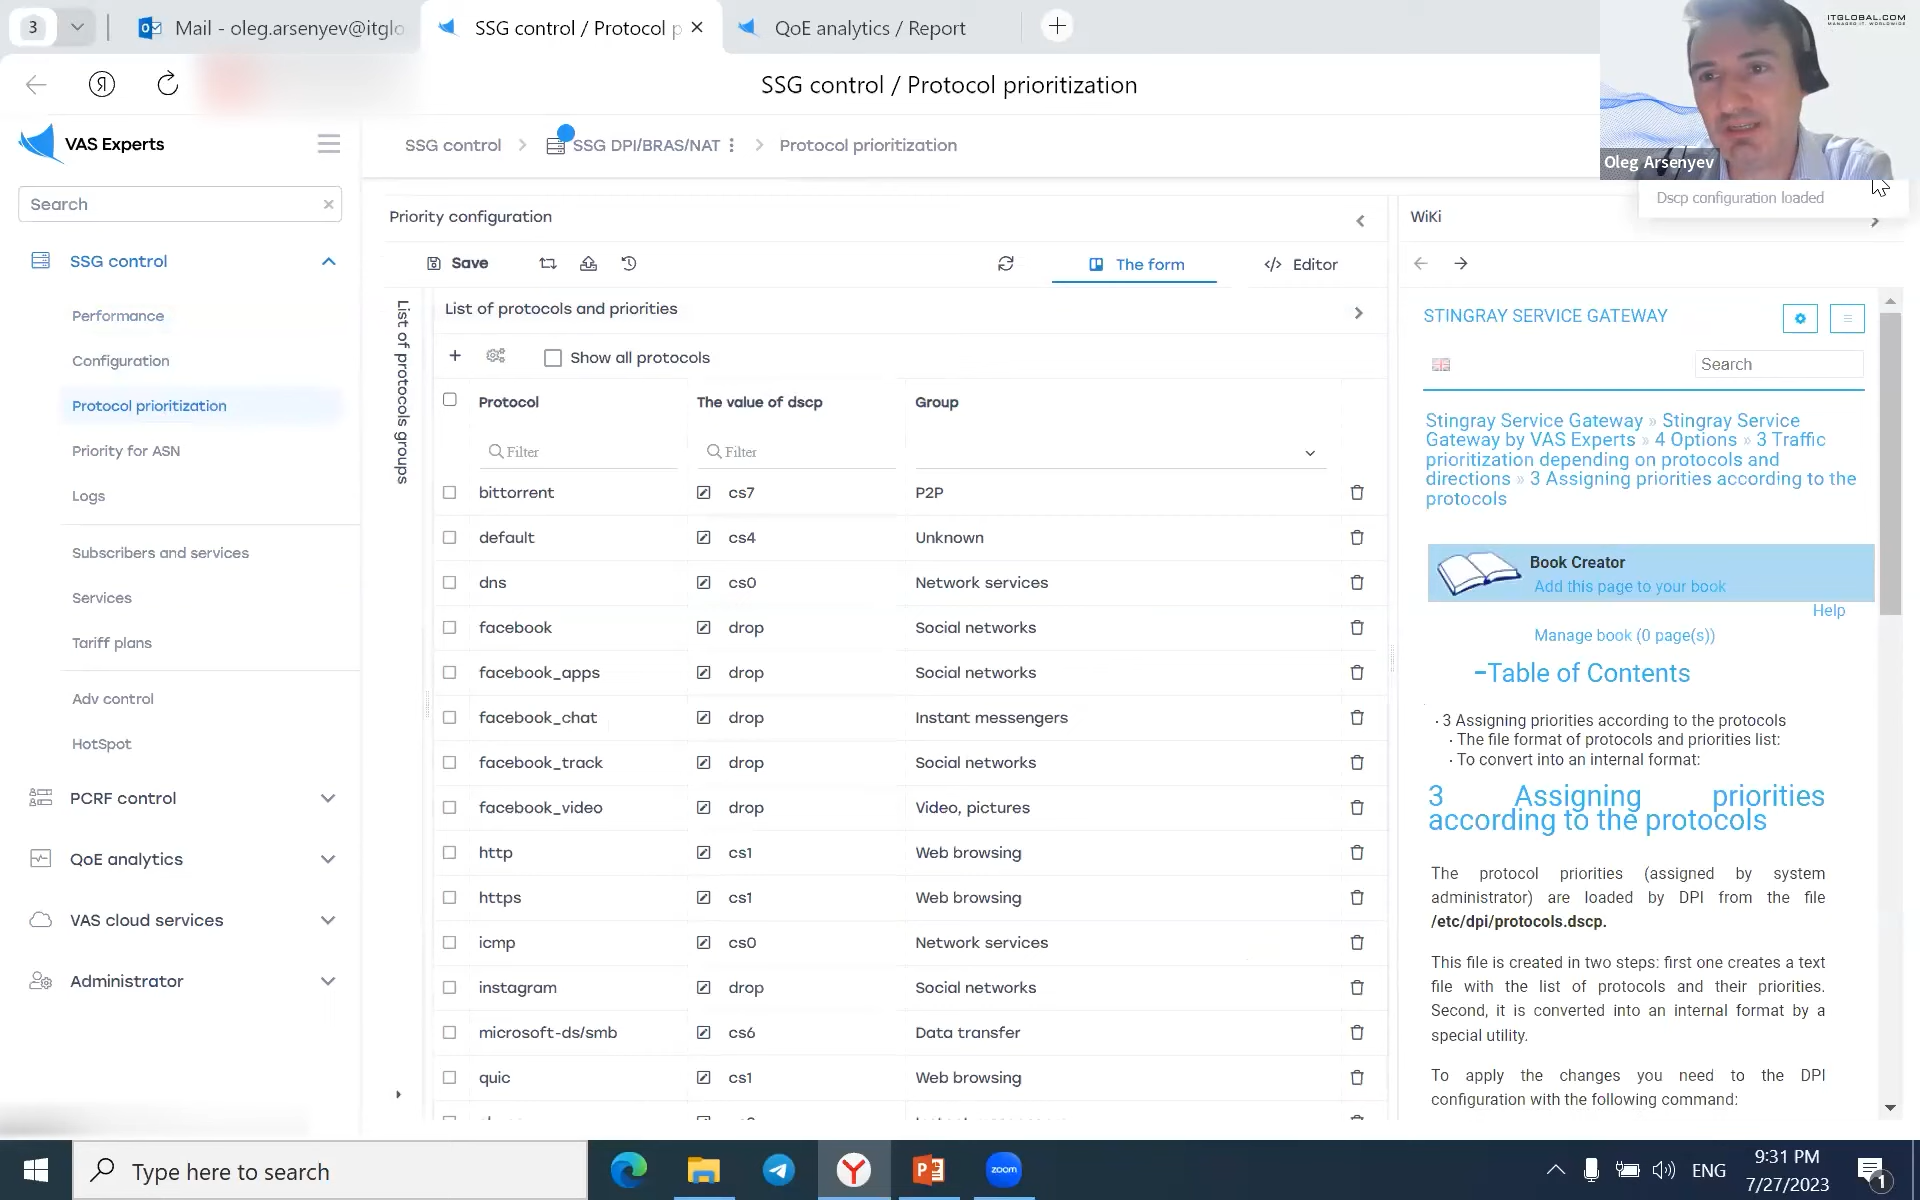 3
Mail - oleg.arsenyev@itglo
SSG control / Protocol p
QoE analytics / Report
ITGLOBAL.COM
MANAGED IT. WORLDWIDE
SSG control / Protocol prioritization
Oleg Arsenyev
Dscp configuration loaded
VAS Experts
Search
SSG control
Performance
Configuration
Protocol prioritization
Priority for ASN
Logs
Subscribers and services
Services
Tariff plans
Adv control
HotSpot
PCRF control
QoE analytics
VAS cloud services
Administrator
SSG control
SSG DPI/BRAS/NAT
Protocol prioritization
Priority configuration
Save
The form
Editor
List of protocols groups
List of protocols and priorities
Show all protocols
Protocol The value of dscp Group
Filter Filter
bittorrent cs7 P2P
default cs4 Unknown
dns cs0 Network services
facebook drop Social networks
facebook_apps drop Social networks
facebook_chat drop Instant messengers
facebook_track drop Social networks
facebook_video drop Video, pictures
http cs1 Web browsing
https cs1 Web browsing
icmp cs0 Network services
instagram drop Social networks
microsoft-ds/smb cs6 Data transfer
quic cs1 Web browsing
WiKi
STINGRAY SERVICE GATEWAY
Search
Stingray Service Gateway » Stingray Service
Gateway by VAS Experts » 4 Options » 3 Traffic
prioritization depending on protocols and
directions » 3 Assigning priorities according to the
protocols
Book Creator
Add this page to your book
Help
Manage book (0 page(s))
−Table of Contents
· 3 Assigning priorities according to the protocols
· The file format of protocols and priorities list:
· To convert into an internal format:
3 Assigning priorities
according to the protocols
The protocol priorities (assigned by system
administrator) are loaded by DPI from the file
/etc/dpi/protocols.dscp.
This file is created in two steps: first one creates a text
file with the list of protocols and their priorities.
Second, it is converted into an internal format by a
special utility.
To apply the changes you need to the DPI
configuration with the following command:
Type here to search
zoom
ENG
9:31 PM
7/27/2023
1